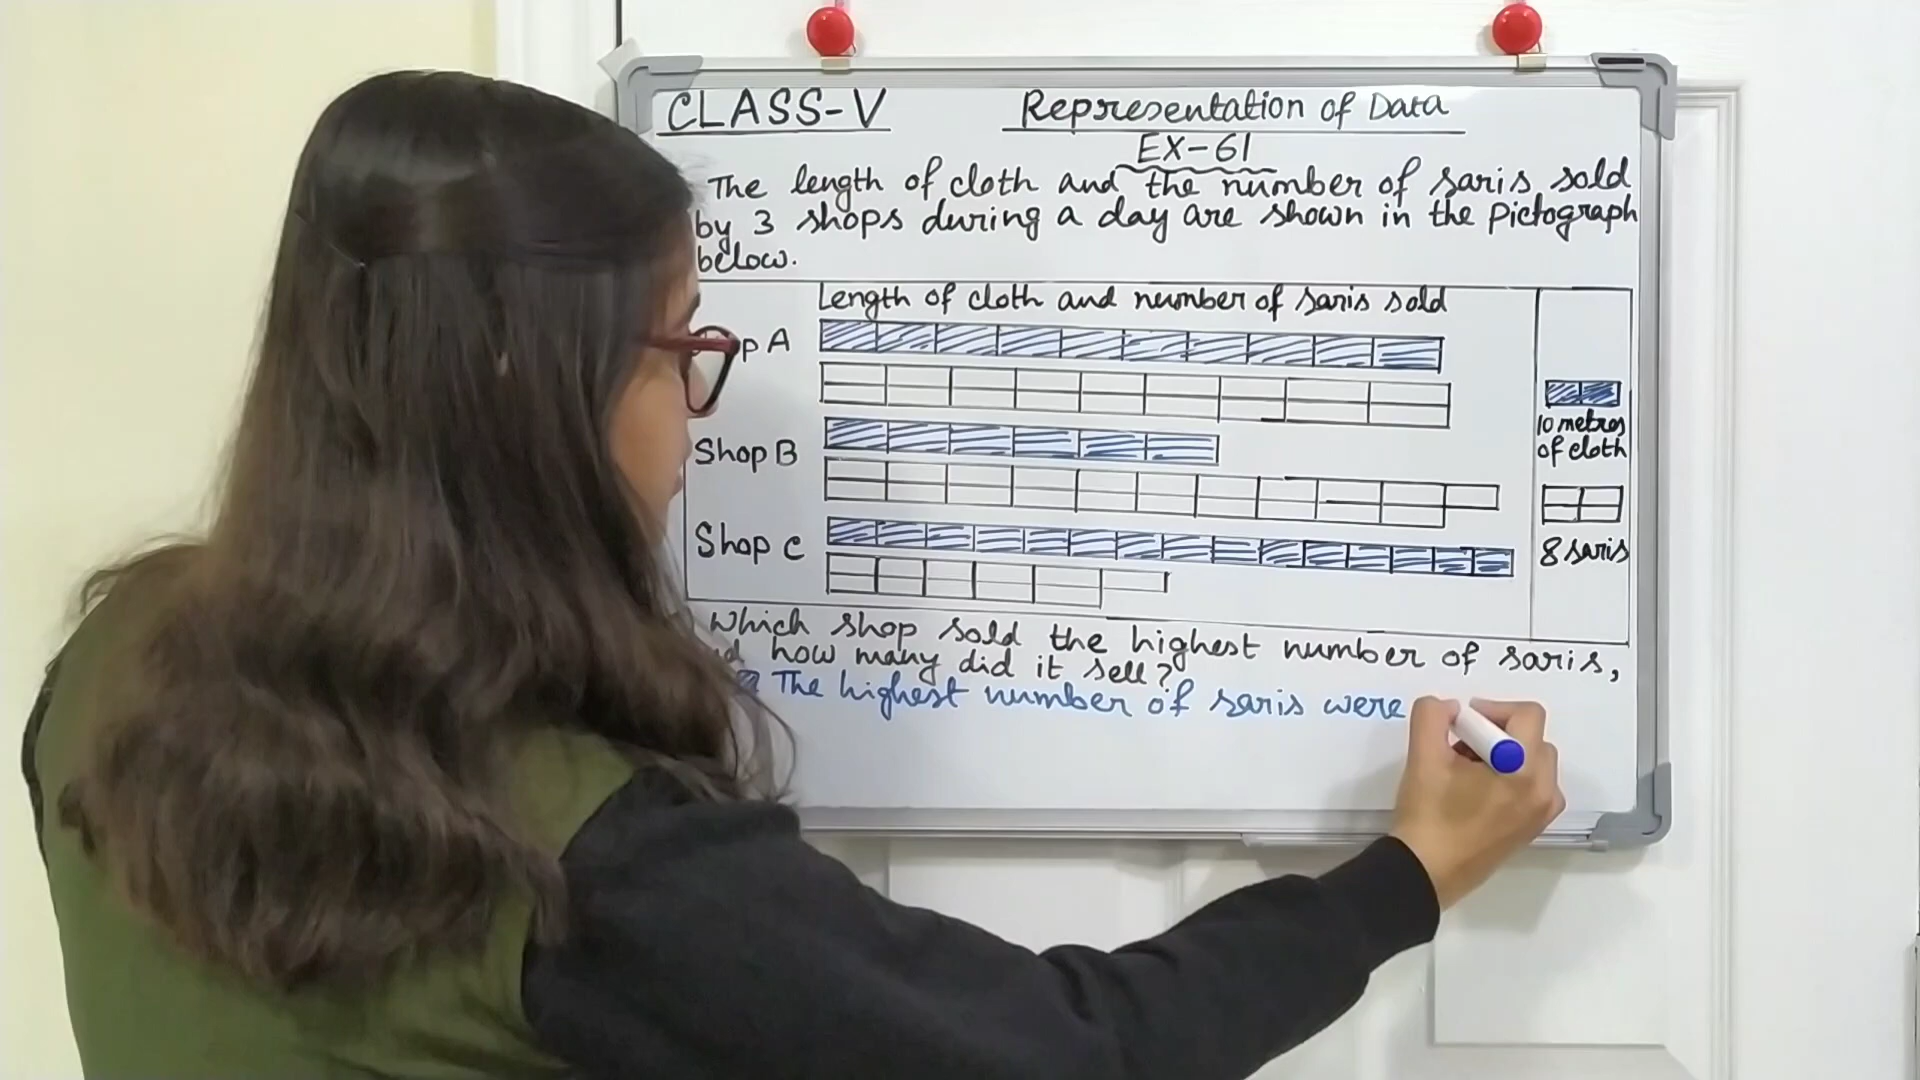 CLASS-V
Representation of Data
EX-61
The length of cloth and the number of saris sold
by 3 shops during a day are shown in the pictograph
below.
Length of cloth and number of saris sold
A
Shop B
Shop C
10 metres
of cloth
8 saris
Which shop sold the highest number of saris,
how many did it sell?
The highest number of saris were